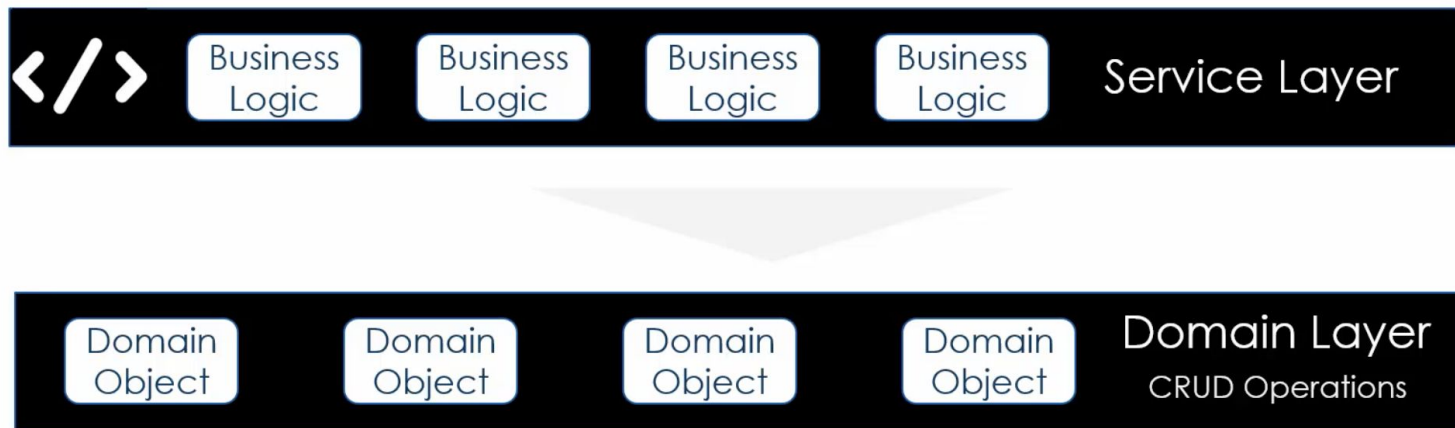 </>
Business
Logic
Business
Logic
Business
Logic
Business
Logic
Service Layer
Domain
Object
Domain
Object
Domain
Object
Domain
Object
Domain Layer
CRUD Operations